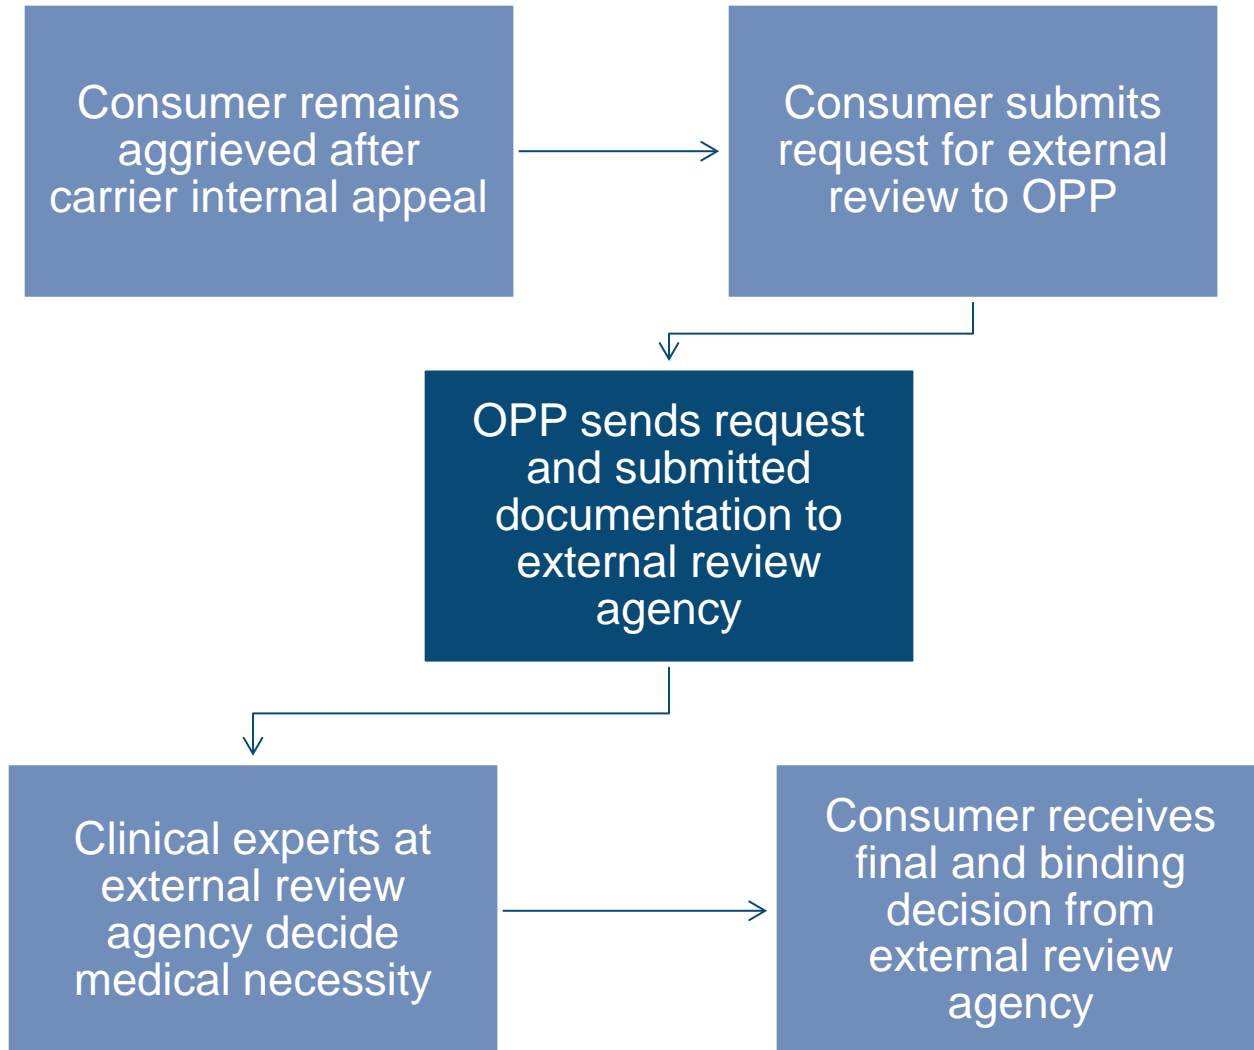 Consumer remains
aggrieved after
carrier internal appeal
Consumer submits
request for external
review to OPP
OPP sends request
and submitted
documentation to
external review
agency
Clinical experts at
external review
agency decide
medical necessity
Consumer receives
final and binding
decision from
external review
agency